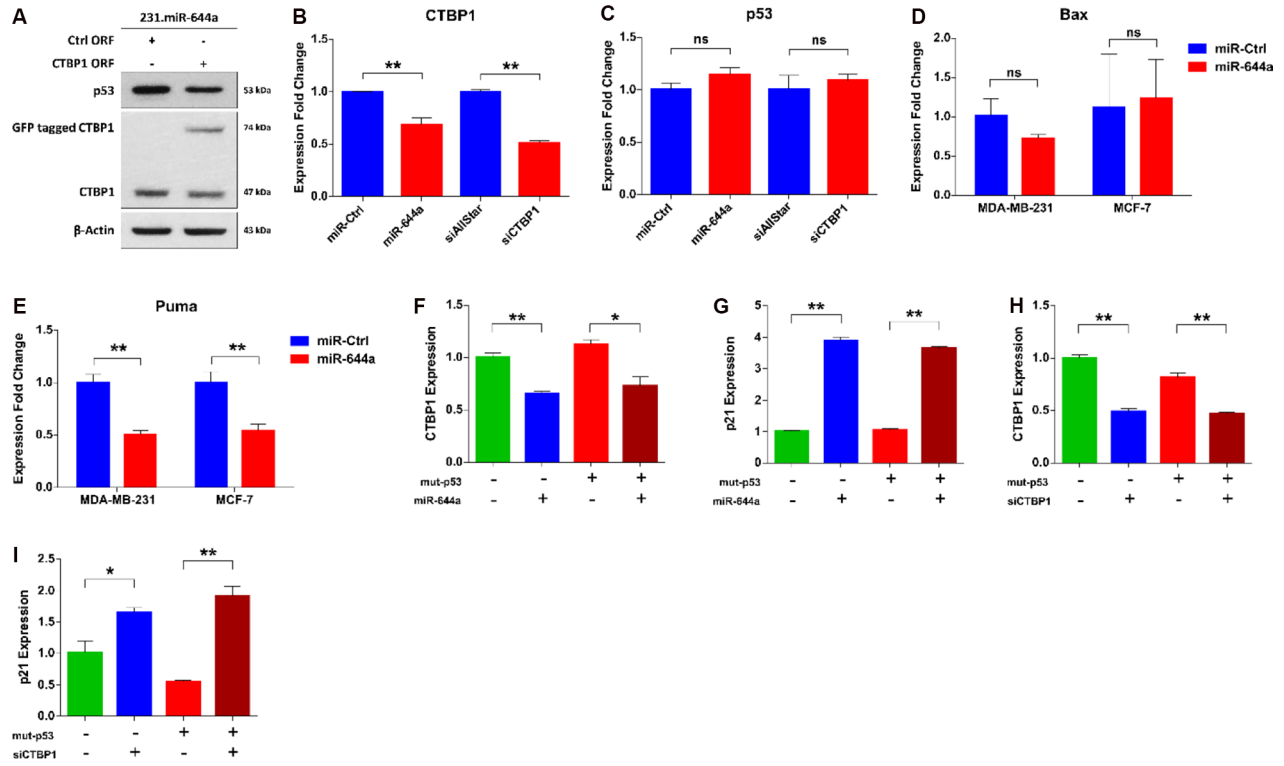 A
231.miR-644a
Ctrl ORF + -
CTBP1 ORF - +
p53 53 kDa
GFP tagged CTBP1 74 kDa
CTBP1 47 kDa
β-Actin 43 kDa
B
CTBP1
Expression Fold Change
1.5
1.0
0.5
0.0
** **
miR-Ctrl miR-644a siAllStar siCTBP1
C
p53
Expression Fold Change
1.5
1.0
0.5
0.0
ns ns
miR-Ctrl miR-644a siAllStar siCTBP1
D
Bax
Expression Fold Change
2.0
1.5
1.0
0.5
0.0
ns ns
MDA-MB-231 MCF-7
miR-Ctrl
miR-644a
E
Puma
Expression Fold Change
1.5
1.0
0.5
0.0
** **
MDA-MB-231 MCF-7
miR-Ctrl
miR-644a
F
CTBP1 Expression
1.5
1.0
0.5
0.0
** *
mut-p53 - - + +
miR-644a - + - +
G
p21 Expression
5
4
3
2
1
0
** **
mut-p53 - - + +
miR-644a - + - +
H
CTBP1 Expression
1.5
1.0
0.5
0.0
** **
mut-p53 - - + +
siCTBP1 - + - +
I
p21 Expression
2.5
2.0
1.5
1.0
0.5
0.0
* **
mut-p53 - - + +
siCTBP1 - + - +